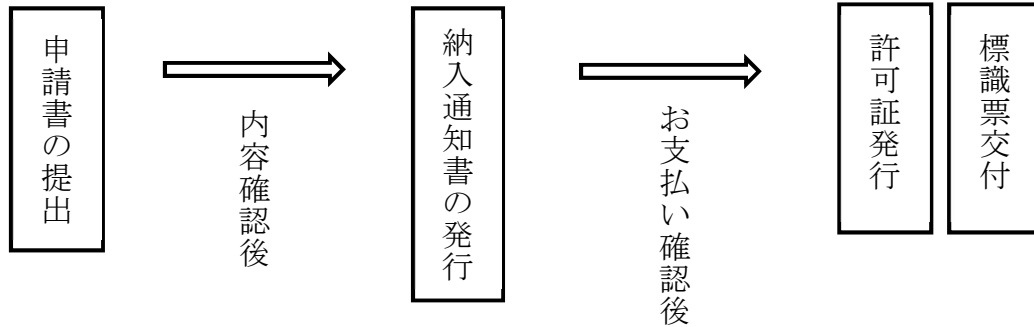 申請書の提出
内容確認後
納入通知書の発行
お支払い確認後
許可証発行
標識票交付